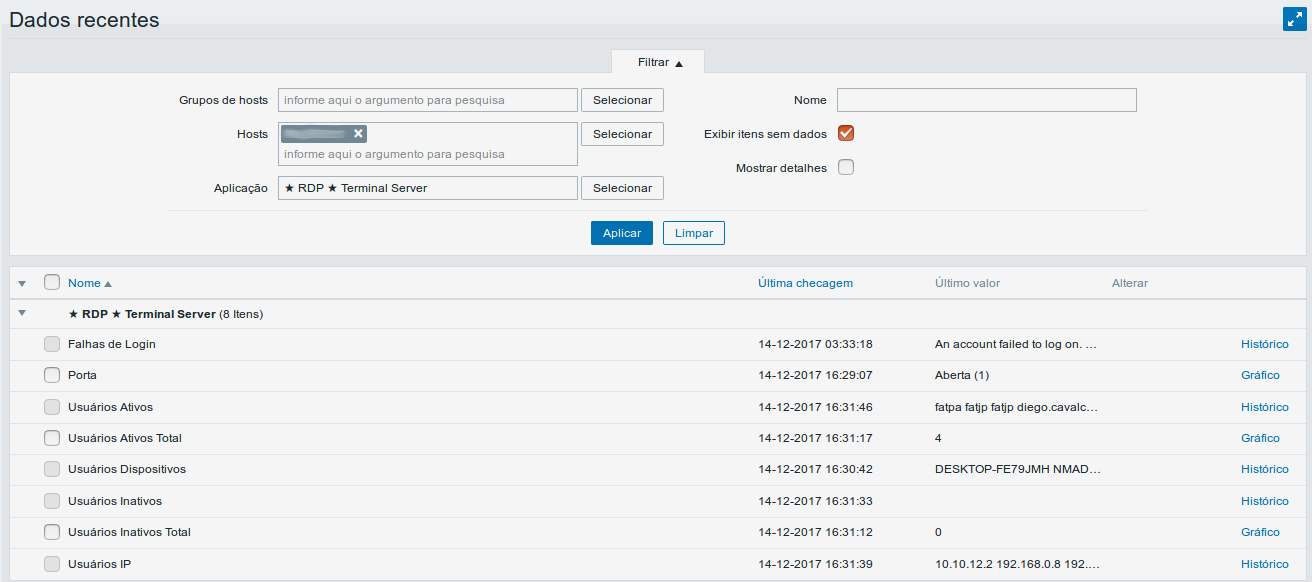 Dados recentes
Filtrar ▲
Grupos de hosts informe aqui o argumento para pesquisa Selecionar Nome
Hosts Selecionar Exibir itens sem dados
informe aqui o argumento para pesquisa
Mostrar detalhes
Aplicação ★ RDP ★ Terminal Server Selecionar
Aplicar Limpar
Nome Última checagem Último valor Alterar
★ RDP ★ Terminal Server (8 Itens)
Falhas de Login 14-12-2017 03:33:18 An account failed to log on. ... Histórico
Porta 14-12-2017 16:29:07 Aberta (1) Gráfico
Usuários Ativos 14-12-2017 16:31:46 fatpa fatjp fatjp diego.cavalc... Histórico
Usuários Ativos Total 14-12-2017 16:31:17 4 Gráfico
Usuários Dispositivos 14-12-2017 16:30:42 DESKTOP-FE79JMH NMAD... Histórico
Usuários Inativos 14-12-2017 16:31:33 Histórico
Usuários Inativos Total 14-12-2017 16:31:12 0 Gráfico
Usuários IP 14-12-2017 16:31:39 10.10.12.2 192.168.0.8 192.... Histórico